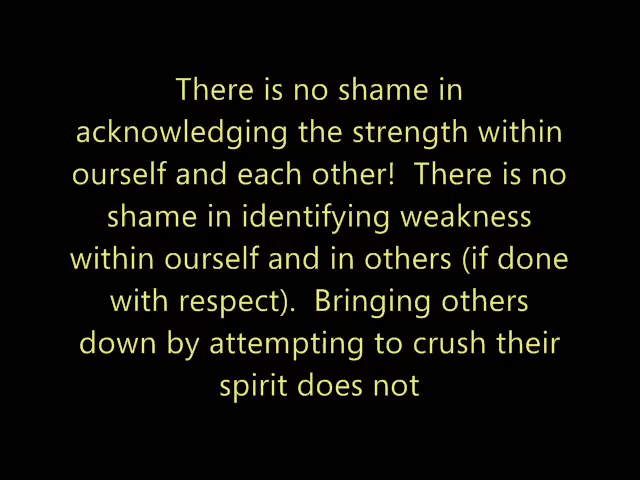 There is no shame in
acknowledging the strength within
ourself and each other!  There is no
shame in identifying weakness
within ourself and in others (if done
with respect).  Bringing others
down by attempting to crush their
spirit does not